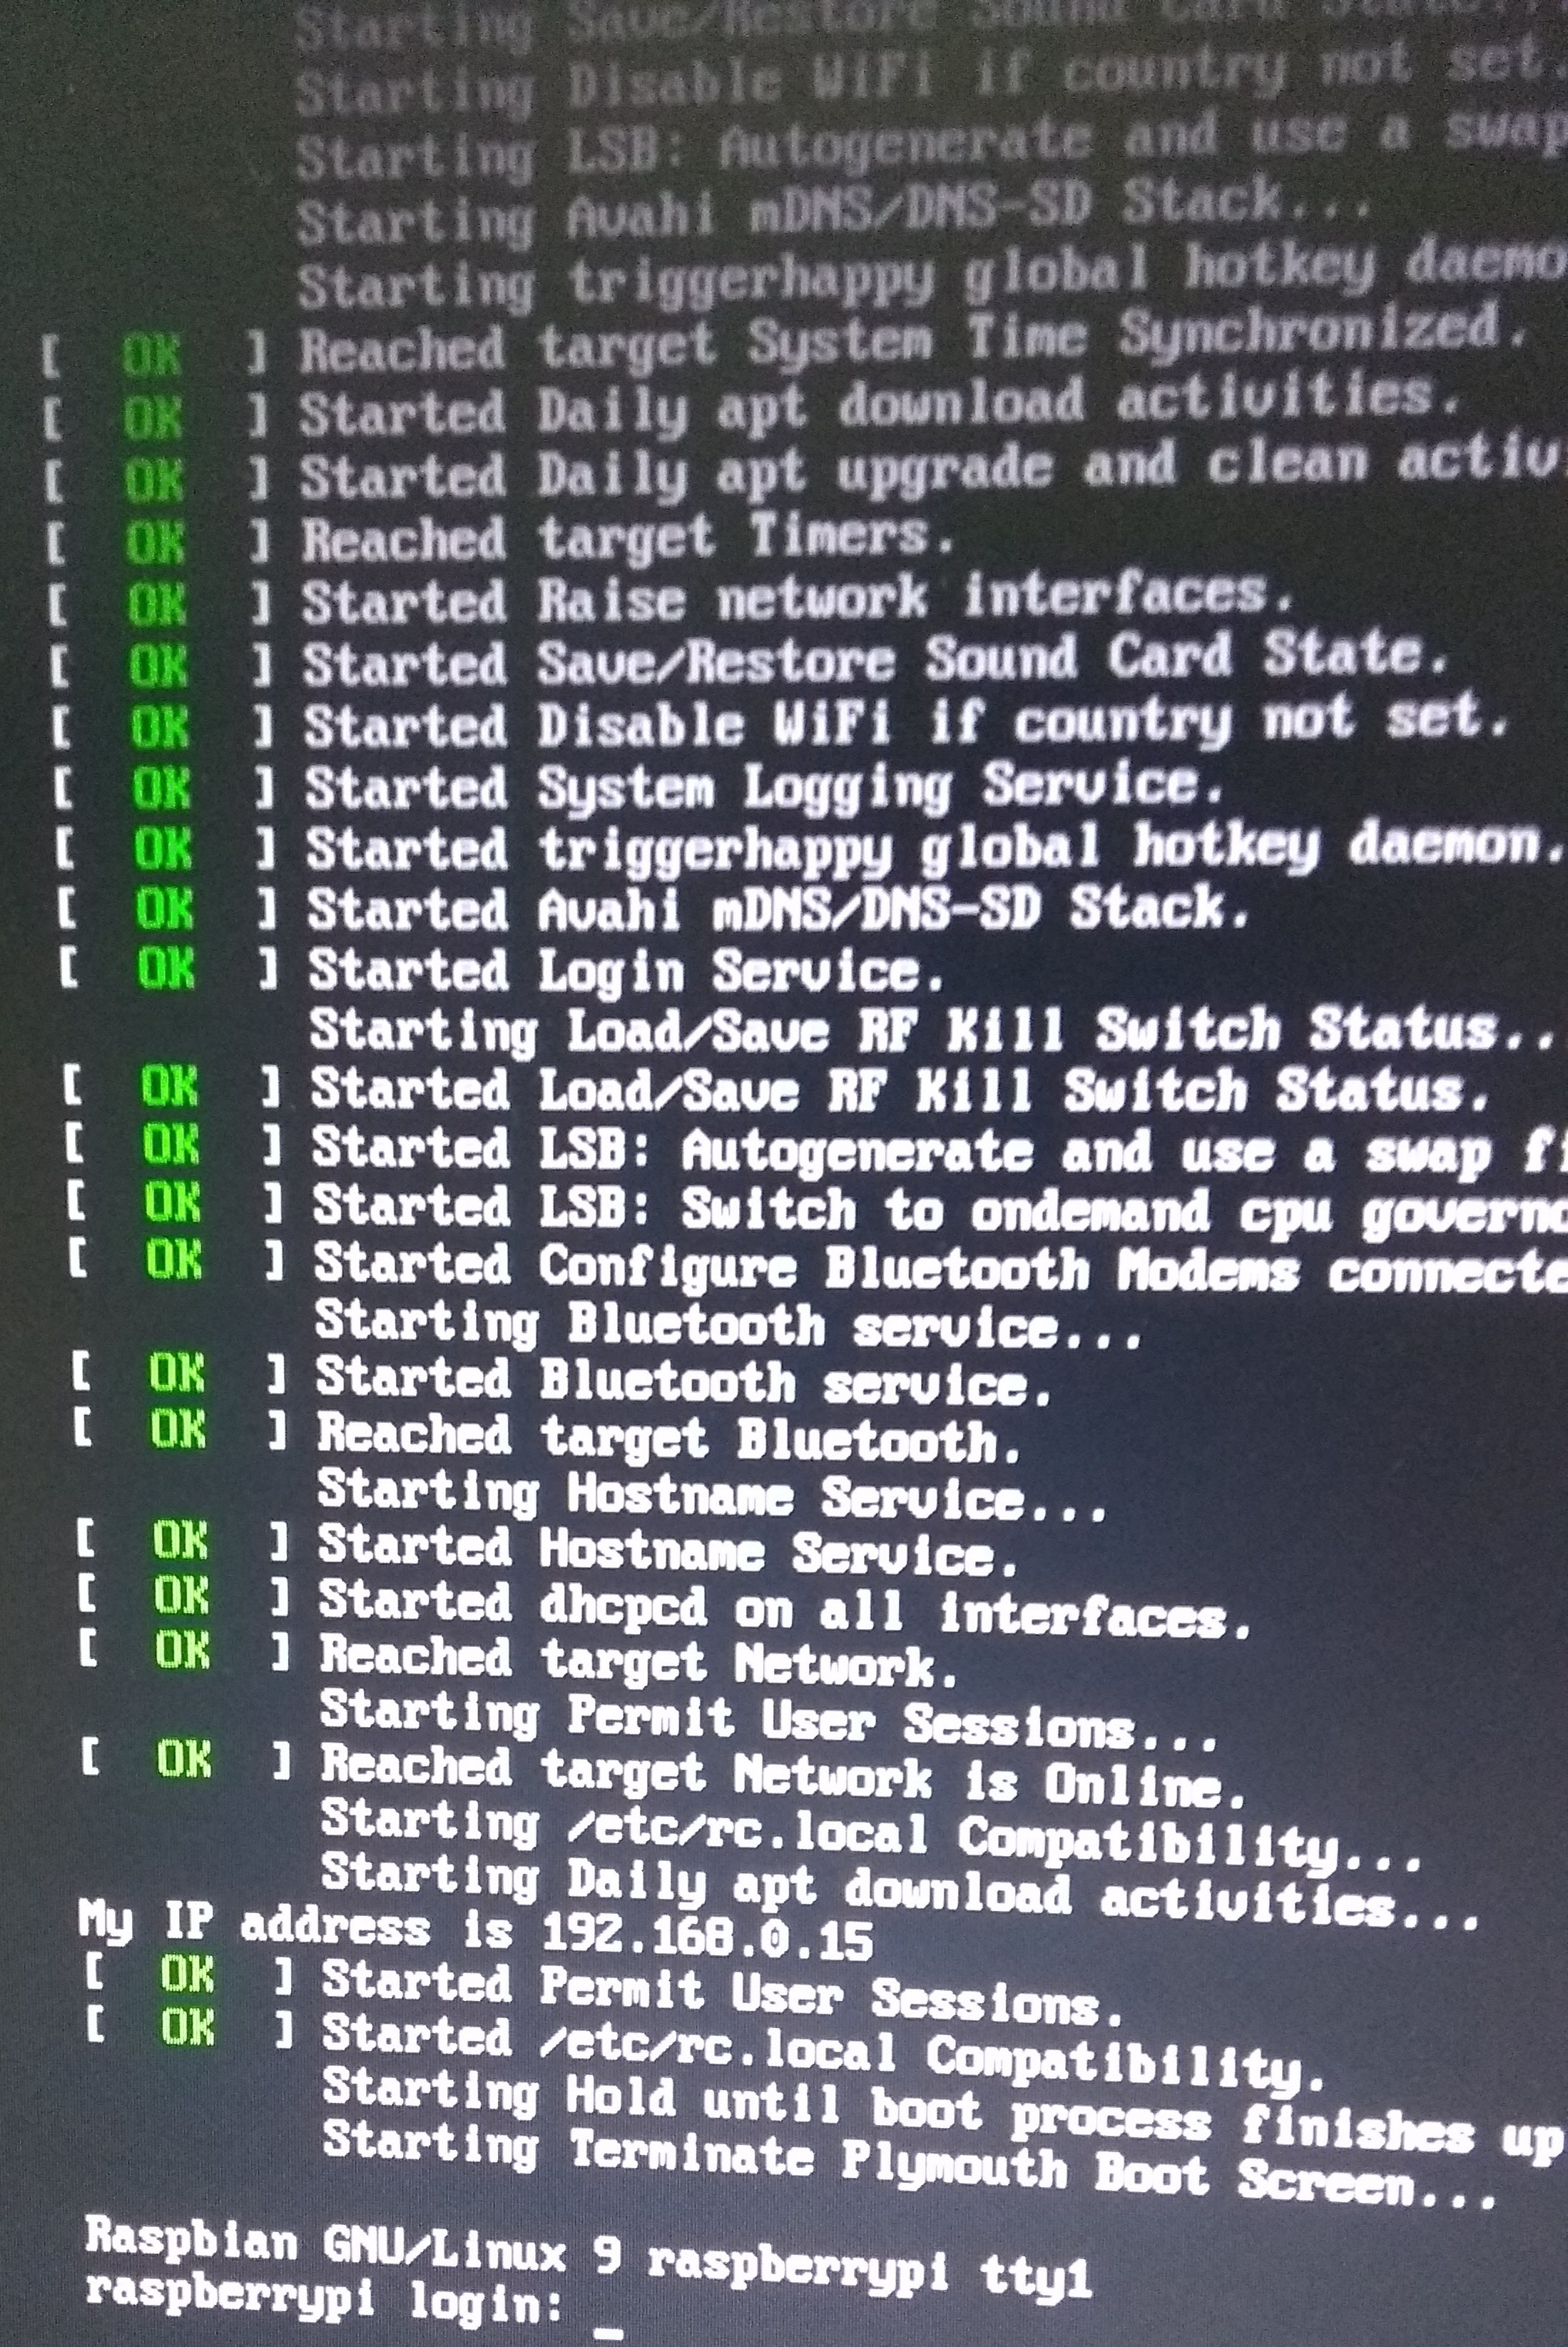 Starting Save/Restore Sound Card State...
Starting Disable WiFi if country not set.
Starting LSB: Autogenerate and use a swap
Starting Avahi mDNS/DNS-SD Stack...
Starting triggerhappy global hotkey daemo
[ OK ] Reached target System Time Synchronized.
[ OK ] Started Daily apt download activities.
[ OK ] Started Daily apt upgrade and clean activ
[ OK ] Reached target Timers.
[ OK ] Started Raise network interfaces.
[ OK ] Started Save/Restore Sound Card State.
[ OK ] Started Disable WiFi if country not set.
[ OK ] Started System Logging Service.
[ OK ] Started triggerhappy global hotkey daemon.
[ OK ] Started Avahi mDNS/DNS-SD Stack.
[ OK ] Started Login Service.
Starting Load/Save RF Kill Switch Status..
[ OK ] Started Load/Save RF Kill Switch Status.
[ OK ] Started LSB: Autogenerate and use a swap fi
[ OK ] Started LSB: Switch to ondemand cpu governo
[ OK ] Started Configure Bluetooth Modems connecte
Starting Bluetooth service...
[ OK ] Started Bluetooth service.
[ OK ] Reached target Bluetooth.
Starting Hostname Service...
[ OK ] Started Hostname Service.
[ OK ] Started dhcpcd on all interfaces.
[ OK ] Reached target Network.
Starting Permit User Sessions...
[ OK ] Reached target Network is Online.
Starting /etc/rc.local Compatibility...
Starting Daily apt download activities...
My IP address is 192.168.0.15
[ OK ] Started Permit User Sessions.
[ OK ] Started /etc/rc.local Compatibility.
Starting Hold until boot process finishes up
Starting Terminate Plymouth Boot Screen...
Raspbian GNU/Linux 9 raspberrypi tty1
raspberrypi login: _